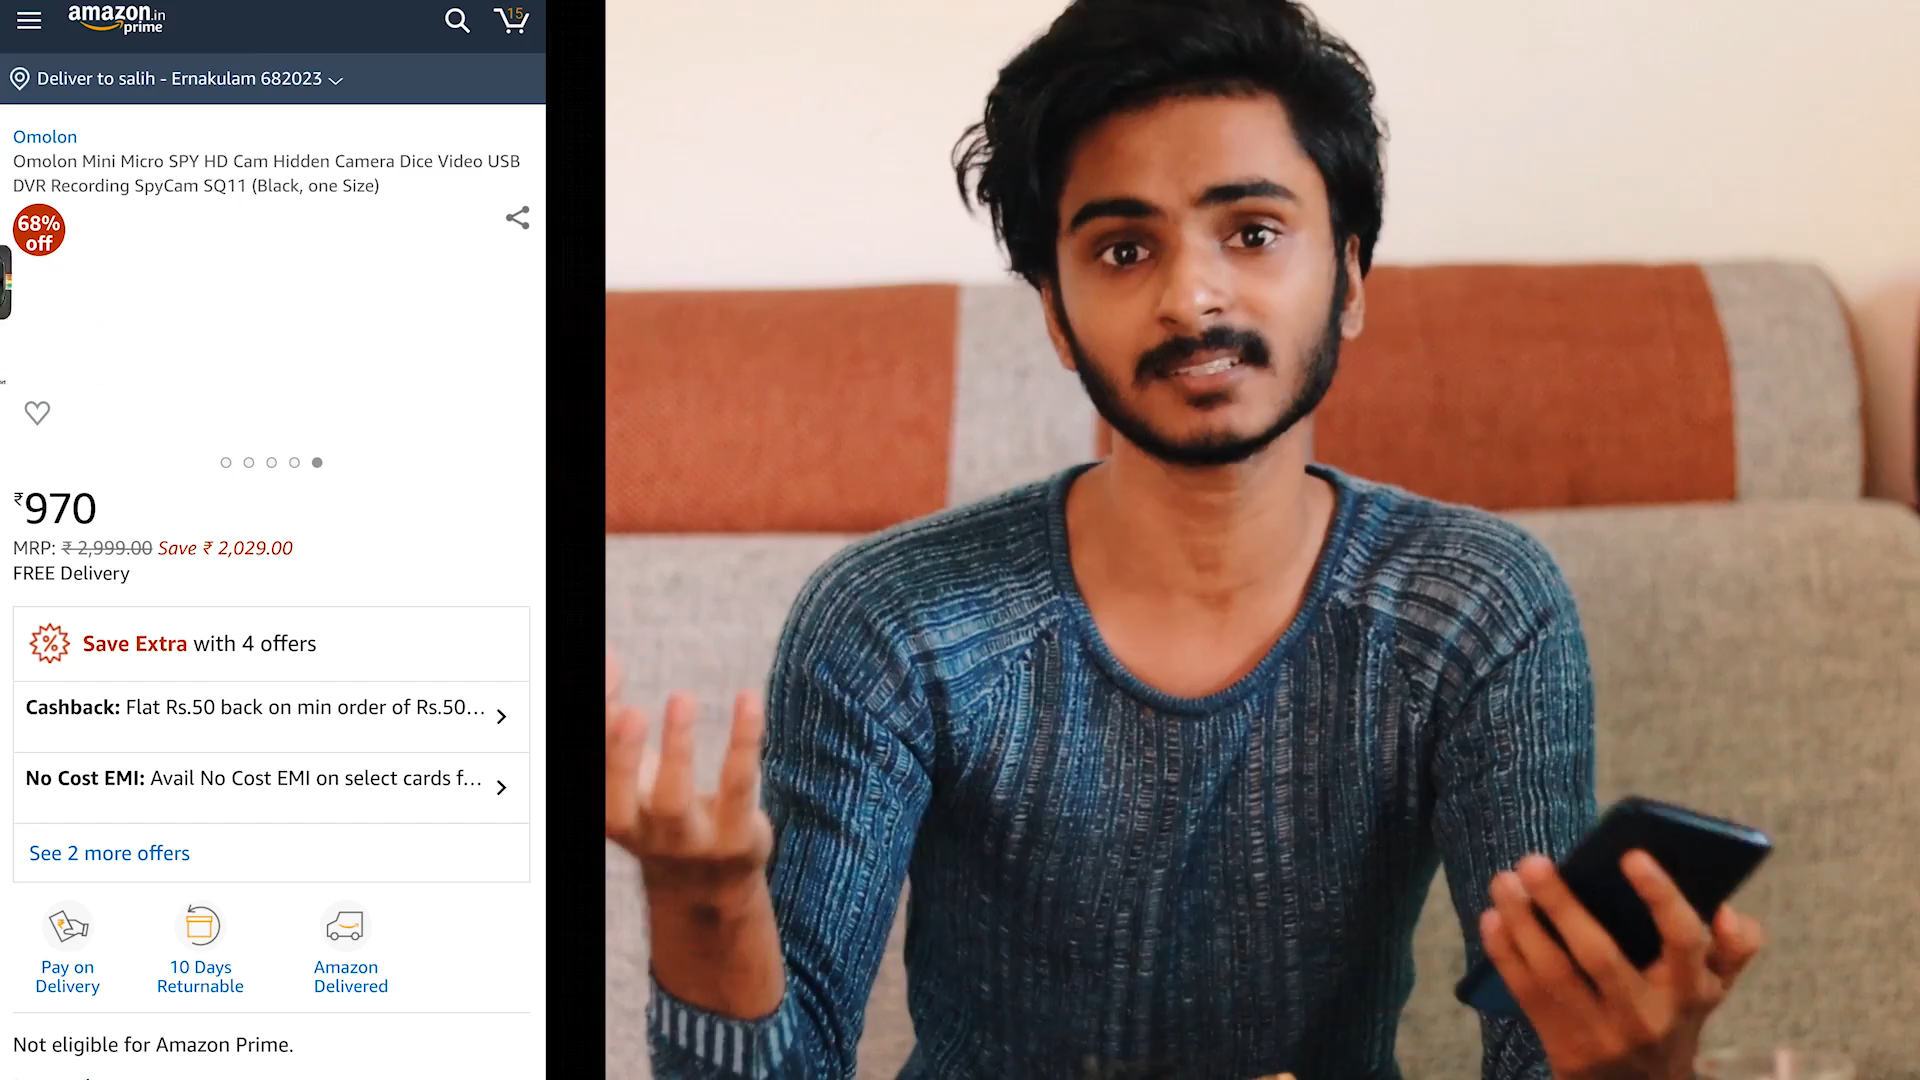 amazon.in
prime
15
Deliver to salih - Ernakulam 682023
Omolon
Omolon Mini Micro SPY HD Cam Hidden Camera Dice Video USB
DVR Recording SpyCam SQ11 (Black, one Size)
68%
off
₹970
MRP: ₹ 2,999.00 Save ₹ 2,029.00
FREE Delivery
Save Extra with 4 offers
Cashback: Flat Rs.50 back on min order of Rs.50...
No Cost EMI: Avail No Cost EMI on select cards f...
See 2 more offers
Pay on
Delivery
10 Days
Returnable
Amazon
Delivered
Not eligible for Amazon Prime.